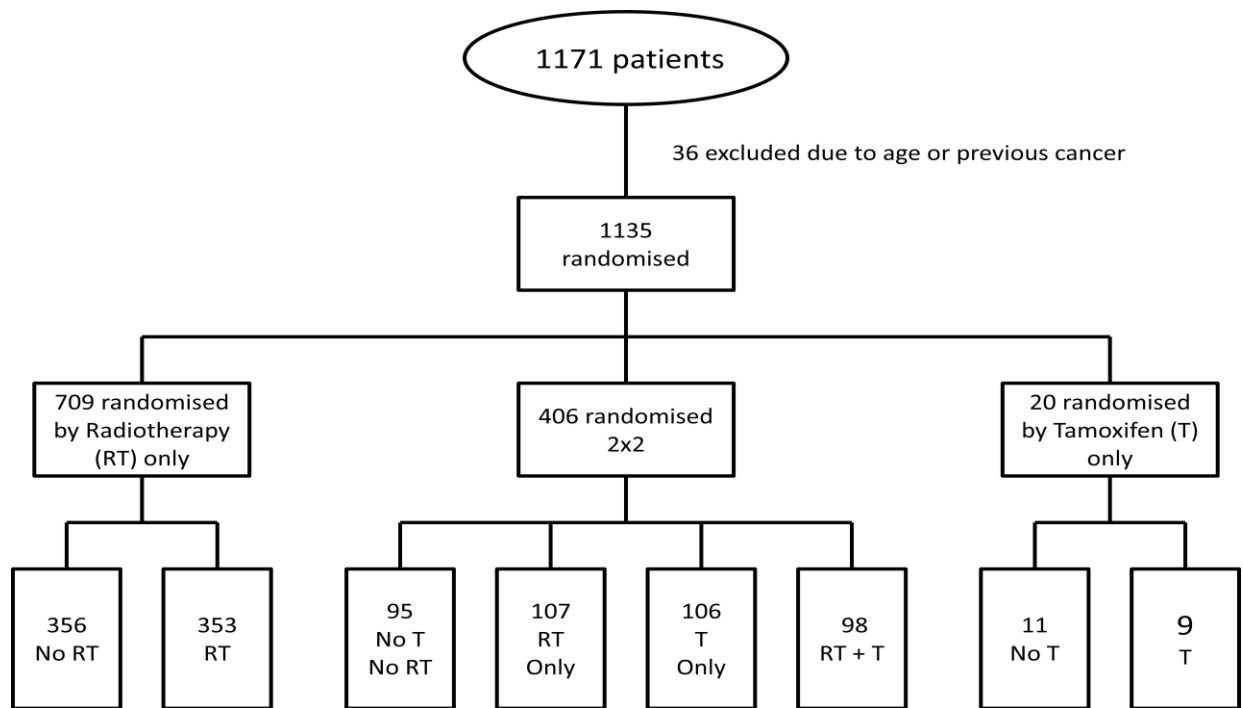 1171 patients
36 excluded due to age or previous cancer
1135
randomised
709 randomised
by Radiotherapy
(RT) only
406 randomised
2x2
20 randomised
by Tamoxifen (T)
only
356
No RT
353
RT
95
No T
No RT
107
RT
Only
106
T
Only
98
RT + T
11
No T
9
T